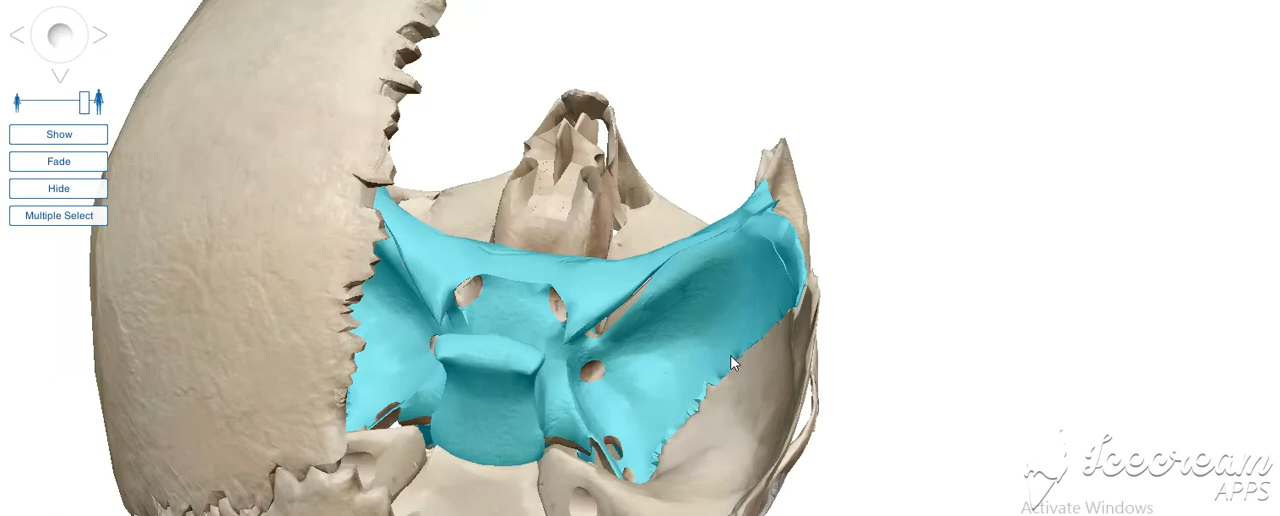 Show
Fade
Hide
Multiple Select
Icecream
APPS
Activate Windows